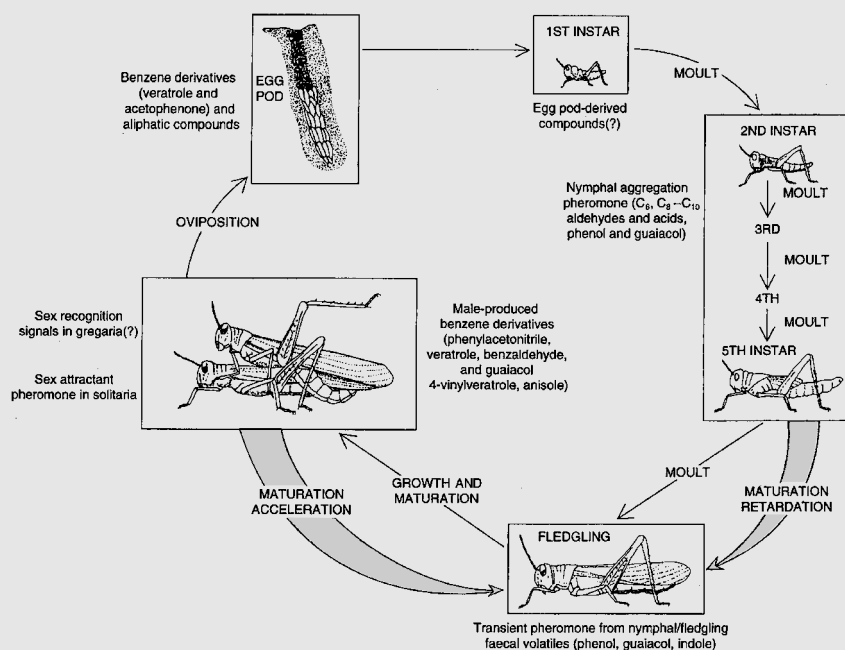 EGG
POD
Benzene derivatives
(veratrole and
acetophenone) and
aliphatic compounds
1ST INSTAR
Egg pod-derived
compounds(?)
MOULT
2ND INSTAR
MOULT
3RD
MOULT
4TH
MOULT
5TH INSTAR
Nymphal aggregation
pheromone (C₆, C₈–C₁₀
aldehydes and acids,
phenol and guaiacol)
OVIPOSITION
Sex recognition
signals in gregaria(?)
Sex attractant
pheromone in solitaria
Male-produced
benzene derivatives
(phenylacetonitrile,
veratrole, benzaldehyde,
and guaiacol
4-vinylveratrole, anisole)
MATURATION
ACCELERATION
GROWTH AND
MATURATION
MOULT
MATURATION
RETARDATION
FLEDGLING
Transient pheromone from nymphal/fledgling
faecal volatiles (phenol, guaiacol, indole)